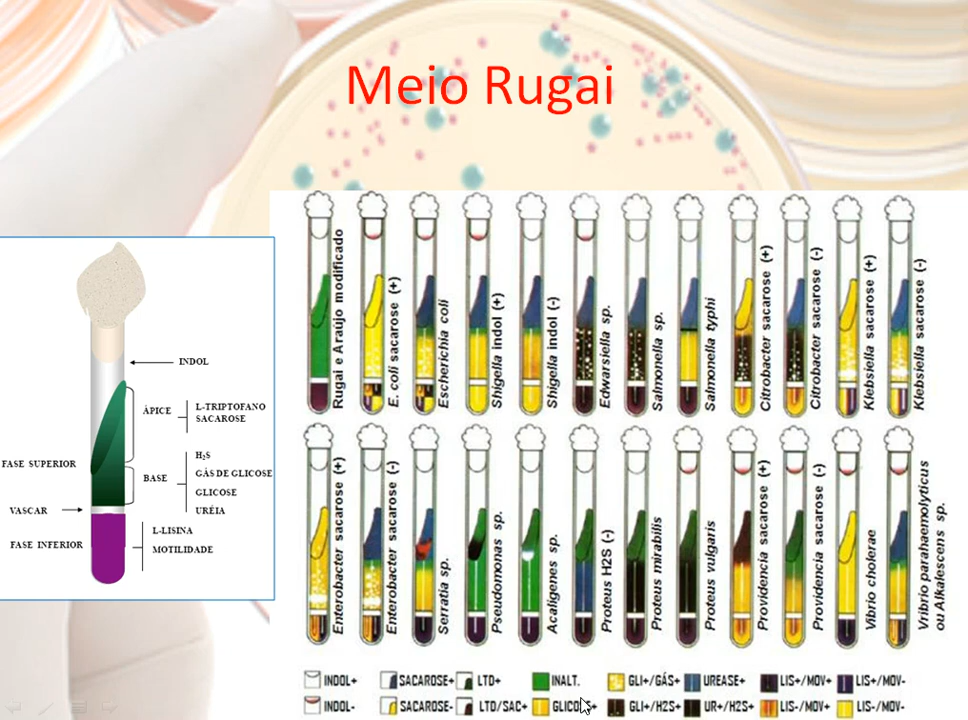 Meio Rugai
INDOL
ÁPICE
L-TRIPTOFANO
SACAROSE
FASE SUPERIOR
BASE
H2S
GÁS DE GLICOSE
GLICOSE
URÉIA
VASCAR
FASE INFERIOR
L-LISINA
MOTILIDADE
Rugai e Araújo modificado
E. coli sacarose (+)
Escherichia coli
Shigella indol (+)
Shigella indol (-)
Edwarsiella sp.
Salmonella sp.
Salmonella typhi
Citrobacter sacarose (+)
Citrobacter sacarose (-)
Klebsiella sacarose (+)
Klebsiella sacarose (-)
Enterobacter sacarose (+)
Enterobacter sacarose (-)
Serratia sp.
Pseudomonas sp.
Acaligenes sp.
Proteus H2S (-)
Proteus mirabilis
Proteus vulgaris
Providencia sacarose (+)
Providencia sacarose (-)
Vibrio cholerae
Vribrio parahaemolyticus
ou Alkalescens sp.
INDOL+ SACAROSE+ LTD+ INALT. GLI+/GÁS+ UREASE+ LIS+/MOV+ LIS+/MOV-
INDOL- SACAROSE- LTD/SAC+ GLI+/H2S+ UR+/H2S+ LIS-/MOV+ LIS-/MOV-